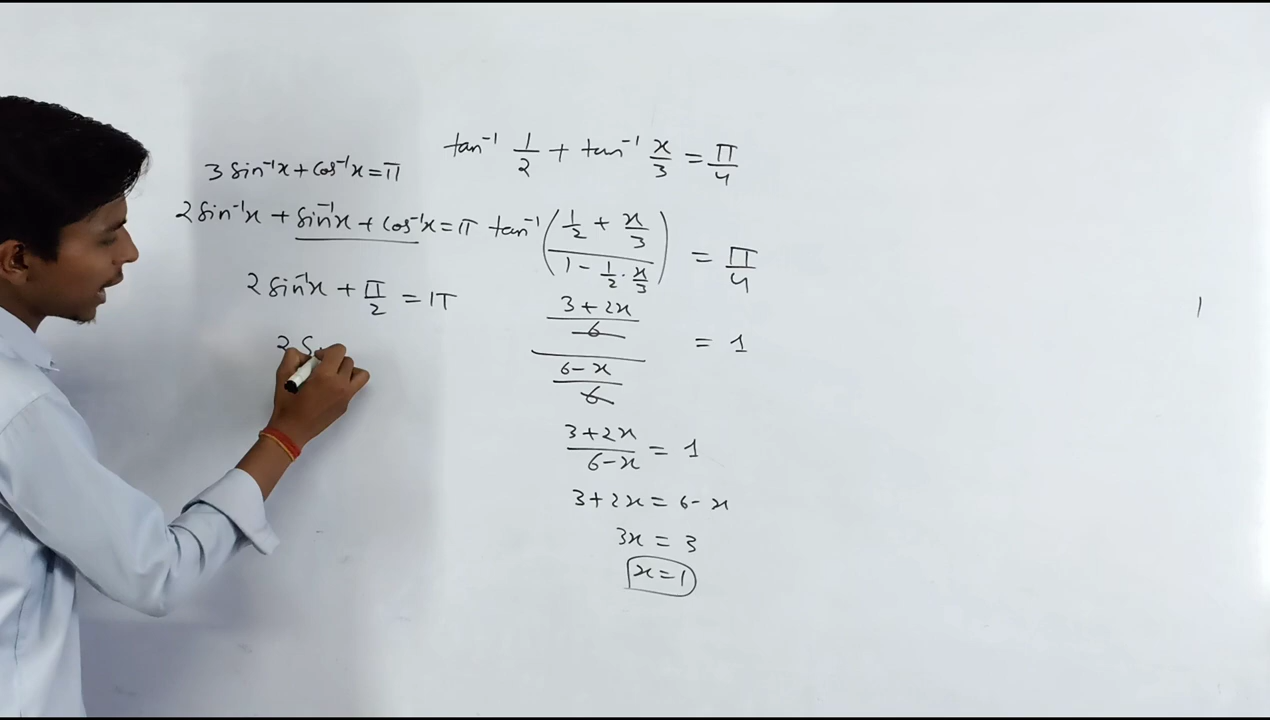 3 sin⁻¹x + cos⁻¹x = π
2 sin⁻¹x + sin⁻¹x + cos⁻¹x = π
2 sin⁻¹x + π/2 = π
2 S
tan⁻¹ 1/2 + tan⁻¹ x/3 = π/4
tan⁻¹ ( (1/2 + x/3) / (1 - 1/2 · x/3) ) = π/4
((3 + 2x)/6) / ((6 - x)/6) = 1
(3 + 2x)/(6 - x) = 1
3 + 2x = 6 - x
3x = 3
x = 1